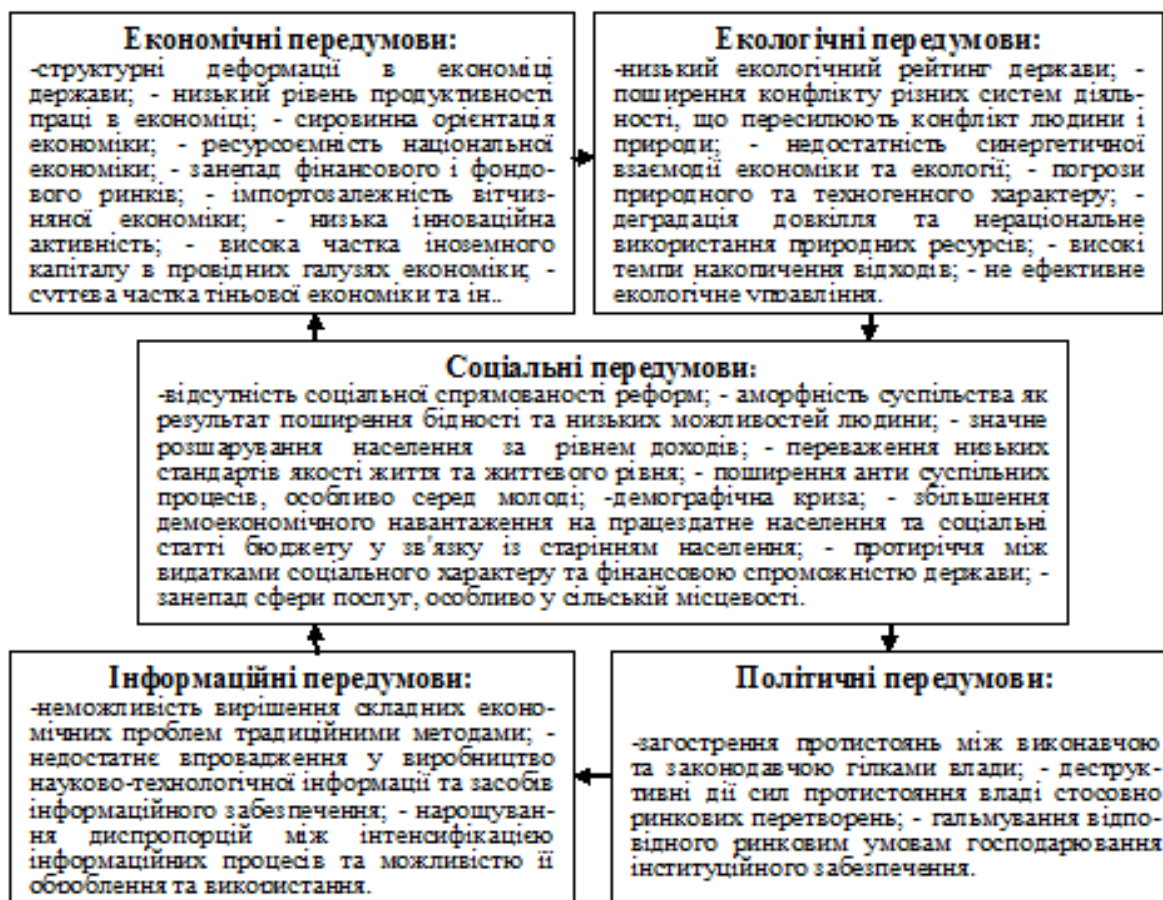 Економічні передумови:
-структурні деформації в економіці
держави; - низький рівень продуктивності
праці в економіці; - сировинна орієнтація
економіки; - ресурсоємність національної
економіки; - занепад фінансового і фондо-
вого ринків; - імпортозалежність вітчиз-
няної економіки; - низька інноваційна
активність; - висока частка іноземного
капіталу в провідних галузях економіки; -
суттєва частка тіньової економіки та ін..
Екологічні передумови:
-низький екологічний рейтинг держави; -
поширення конфлікту різних систем діяль-
ності, що пересилюють конфлікт людини і
природи; - недостатність синергетичної
взаємодії економіки та екології; - погрози
природного та техногенного характеру; -
деградація довкілля та нераціональне
використання природних ресурсів; - високі
темпи накопичення відходів; - не ефективне
екологічне управління.
Соціальні передумови:
-відсутність соціальної спрямованості реформ; - аморфність суспільства як
результат поширення бідності та низьких можливостей людини; - значне
розшарування населення за рівнем доходів; - переваження низьких
стандартів якості життя та життєвого рівня; - поширення анти суспільних
процесів, особливо серед молоді; -демографічна криза; - збільшення
демоекономічного навантаження на працездатне населення та соціальні
статті бюджету у зв'язку із старінням населення; - протиріччя між
видатками соціального характеру та фінансовою спроможністю держави; -
занепад сфери послуг, особливо у сільській місцевості.
Інформаційні передумови:
-неможливість вирішення складних еконо-
мічних проблем традиційними методами; -
недостатнє впровадження у виробництво
науково-технологічної інформації та засобів
інформаційного забезпечення; - нарощуван-
ня диспропорцій між інтенсифікацією
інформаційних процесів та можливістю її
оброблення та використання.
Політичні передумови:
-загострення протистоянь між виконавчою
та законодавчою гілками влади; - деструк-
тивні дії сил протистояння владі стосовно
ринкових перетворень; - гальмування відпо-
відного ринковим умовам господарювання
інституційного забезпечення.